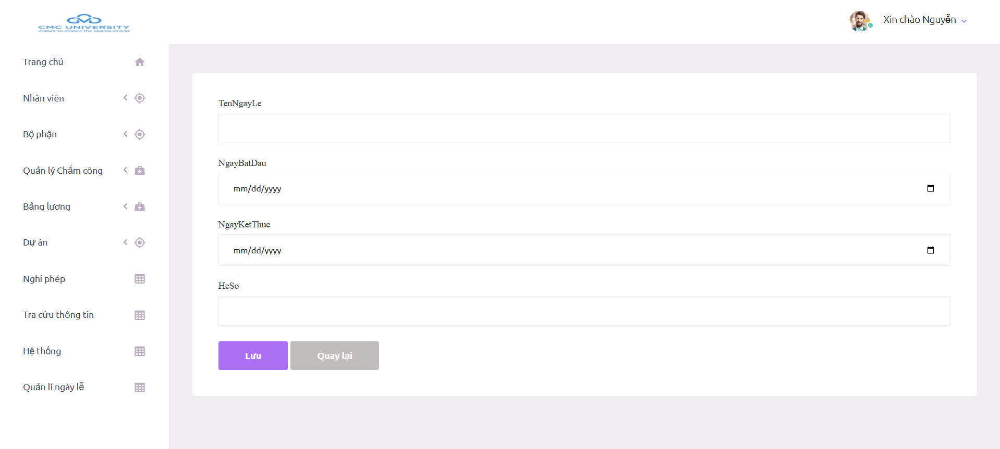 CMC UNIVERSITY
Aspire to Inspire the Digital World
Xin chào Nguyễn
Trang chủ
Nhân viên
Bộ phận
Quản lý Chấm công
Bảng lương
Dự án
Nghỉ phép
Tra cứu thông tin
Hệ thống
Quản lí ngày lễ
TenNgayLe
NgayBatDau
mm/dd/yyyy
NgayKetThuc
mm/dd/yyyy
HeSo
Lưu
Quay lại